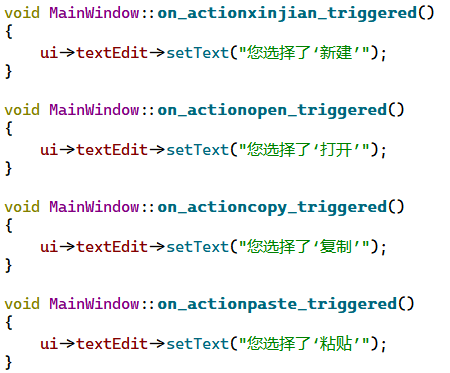 void MainWindow::on_actionxinjian_triggered()
{
    ui->textEdit->setText("您选择了‘新建’");
}
void MainWindow::on_actionopen_triggered()
{
    ui->textEdit->setText("您选择了‘打开’");
}
void MainWindow::on_actioncopy_triggered()
{
    ui->textEdit->setText("您选择了‘复制’");
}
void MainWindow::on_actionpaste_triggered()
{
    ui->textEdit->setText("您选择了‘粘贴’");
}